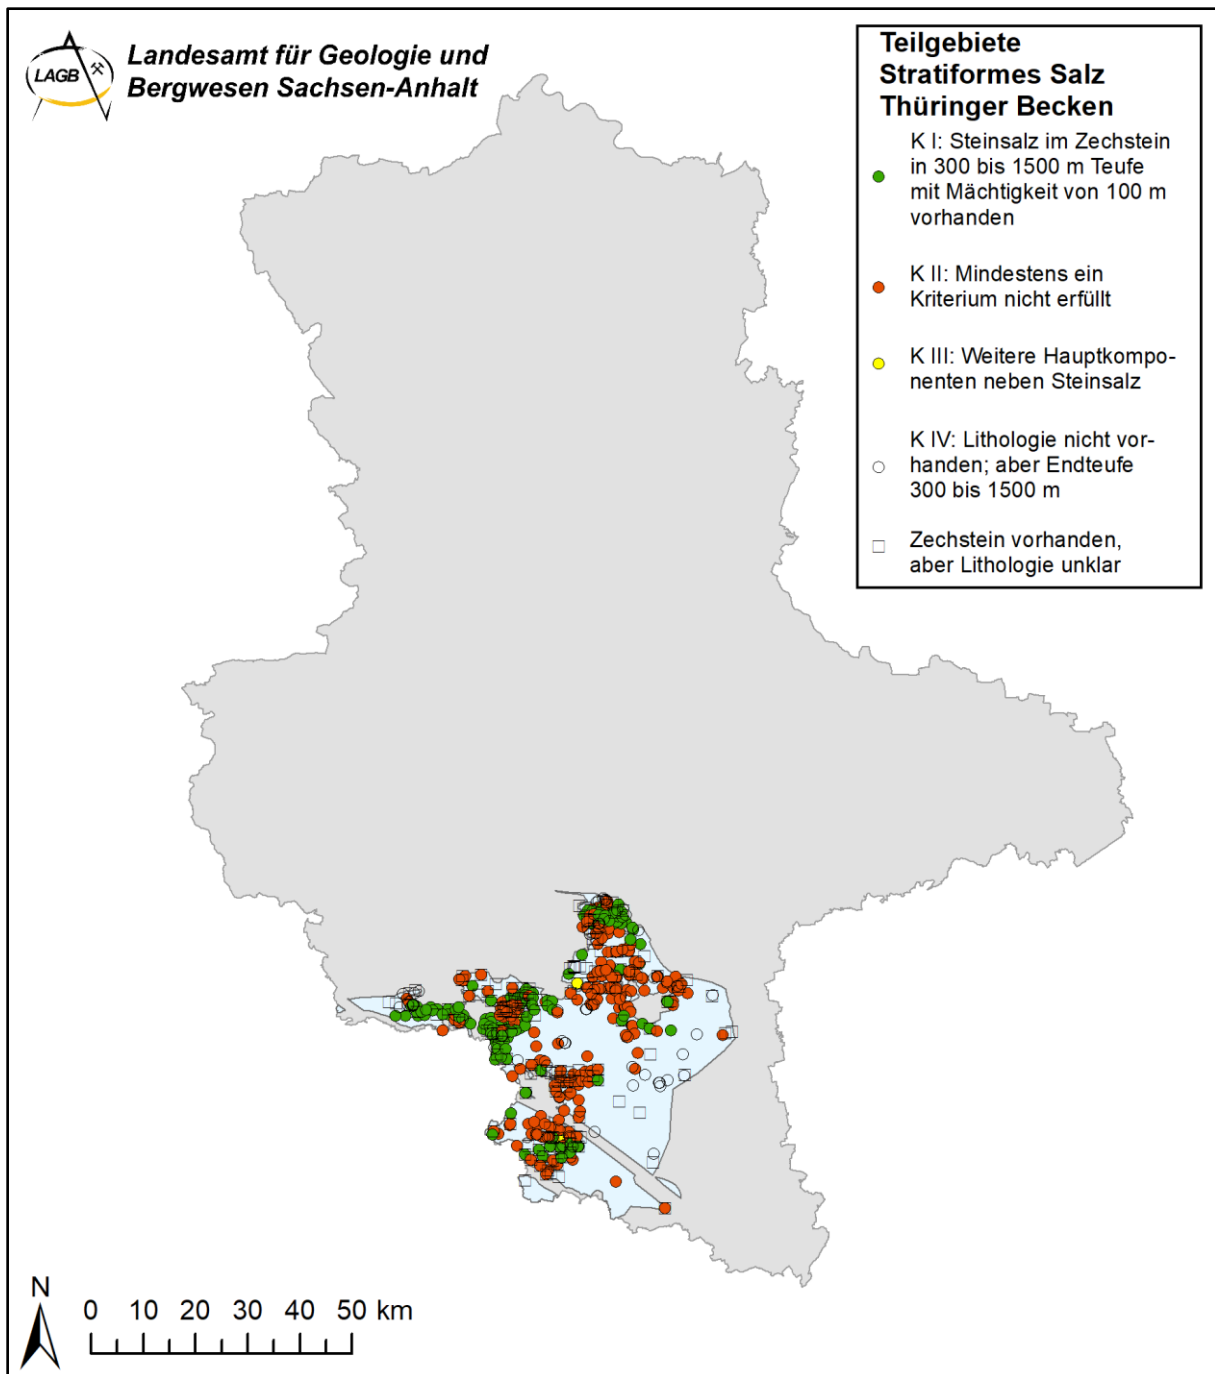 LAGB
Landesamt für Geologie und
Bergwesen Sachsen-Anhalt
Teilgebiete
Stratiformes Salz
Thüringer Becken
K I: Steinsalz im Zechstein
in 300 bis 1500 m Teufe
mit Mächtigkeit von 100 m
vorhanden
K II: Mindestens ein
Kriterium nicht erfüllt
K III: Weitere Hauptkompo-
nenten neben Steinsalz
K IV: Lithologie nicht vor-
handen; aber Endteufe
300 bis 1500 m
Zechstein vorhanden,
aber Lithologie unklar
N
0 10 20 30 40 50 km